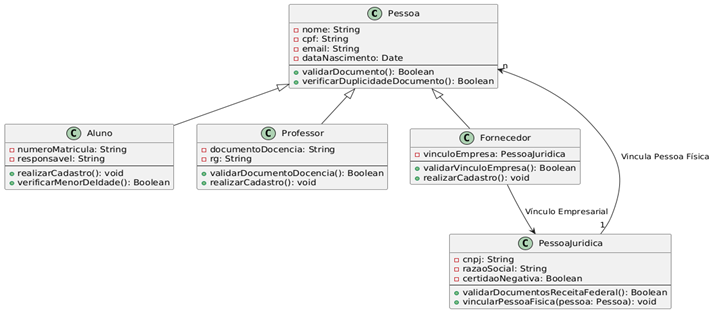 C Pessoa
nome: String
cpf: String
email: String
dataNascimento: Date
validarDocumento(): Boolean
verificarDuplicidadeDocumento(): Boolean
n
C Aluno
numeroMatricula: String
responsavel: String
realizarCadastro(): void
verificarMenorDeIdade(): Boolean
C Professor
documentoDocencia: String
rg: String
validarDocumentoDocencia(): Boolean
realizarCadastro(): void
C Fornecedor
vinculoEmpresa: PessoaJuridica
validarVinculoEmpresa(): Boolean
realizarCadastro(): void
Vincula Pessoa Física
Vínculo Empresarial
1
C PessoaJuridica
cnpj: String
razaoSocial: String
certidaoNegativa: Boolean
validarDocumentosReceitaFederal(): Boolean
vincularPessoaFisica(pessoa: Pessoa): void